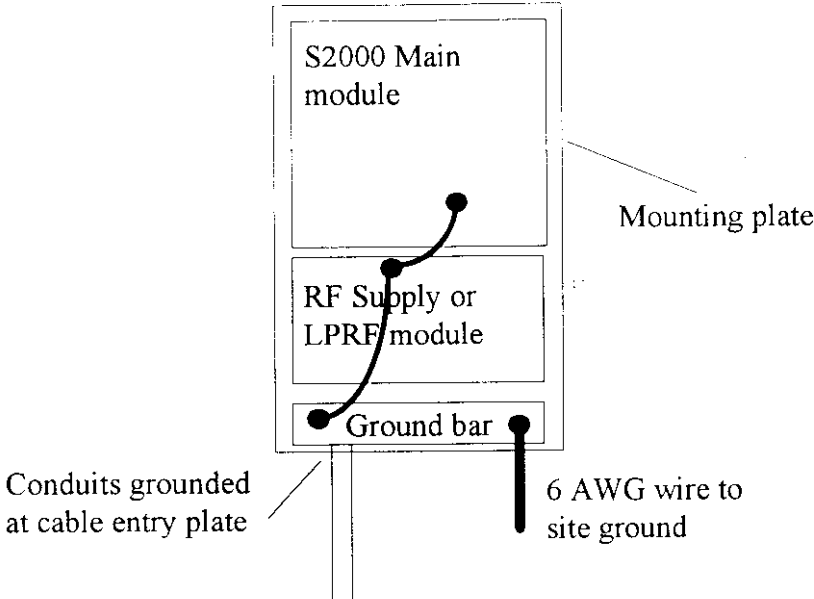 S2000 Main
module
Mounting plate
RF Supply or
LPRF module
Ground bar
Conduits grounded
at cable entry plate
6 AWG wire to
site ground